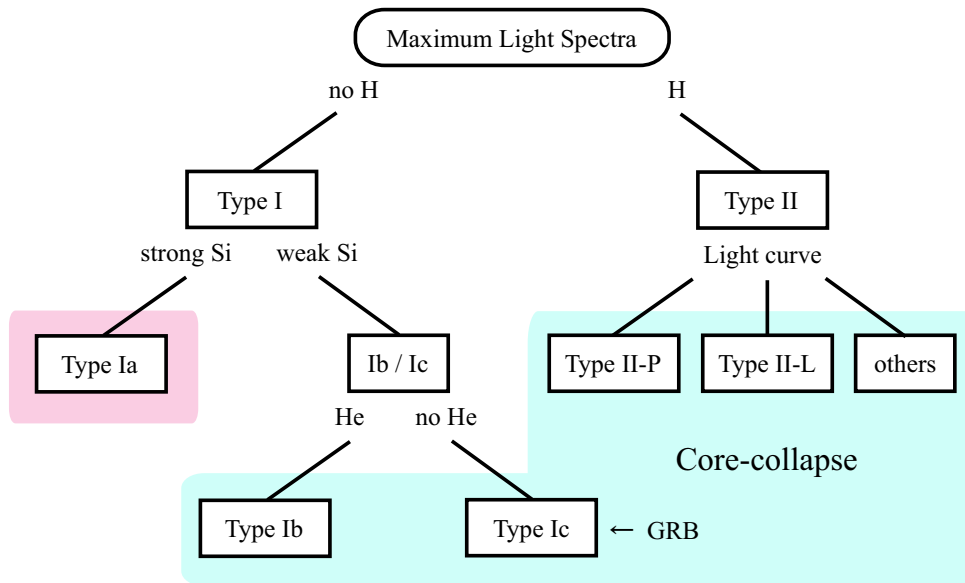 Maximum Light Spectra
no H
H
Type I
Type II
strong Si
weak Si
Light curve
Type Ia
Ib / Ic
Type II-P
Type II-L
others
He
no He
Core-collapse
Type Ib
Type Ic
← GRB